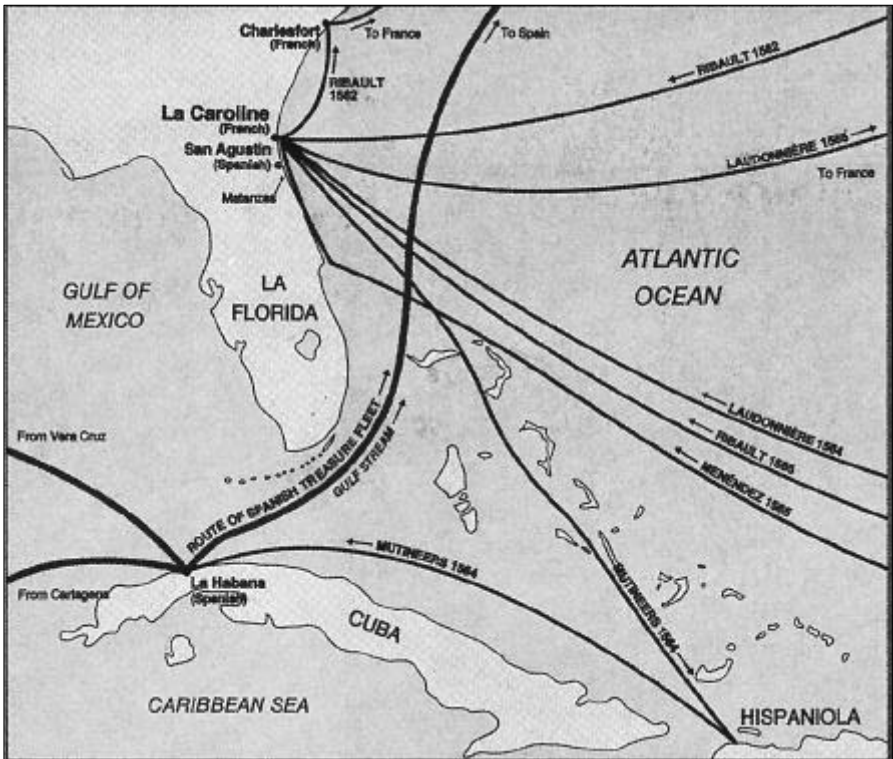 Charlesfort
(French)
To France
To Spain
RIBAULT
1562
RIBAULT 1562
La Caroline
(French)
San Agustin
(Spanish)
Matanzas
LAUDONNIÈRE 1565
To France
ATLANTIC
OCEAN
GULF OF
MEXICO
LA
FLORIDA
LAUDONNIÈRE 1564
RIBAULT 1565
MENÉNDEZ 1565
From Vera Cruz
ROUTE OF SPANISH TREASURE FLEET
GULF STREAM
MUTINEERS 1564
From Cartagena
La Habana
(Spanish)
CUBA
MUTINEERS 1564
CARIBBEAN SEA
HISPANIOLA